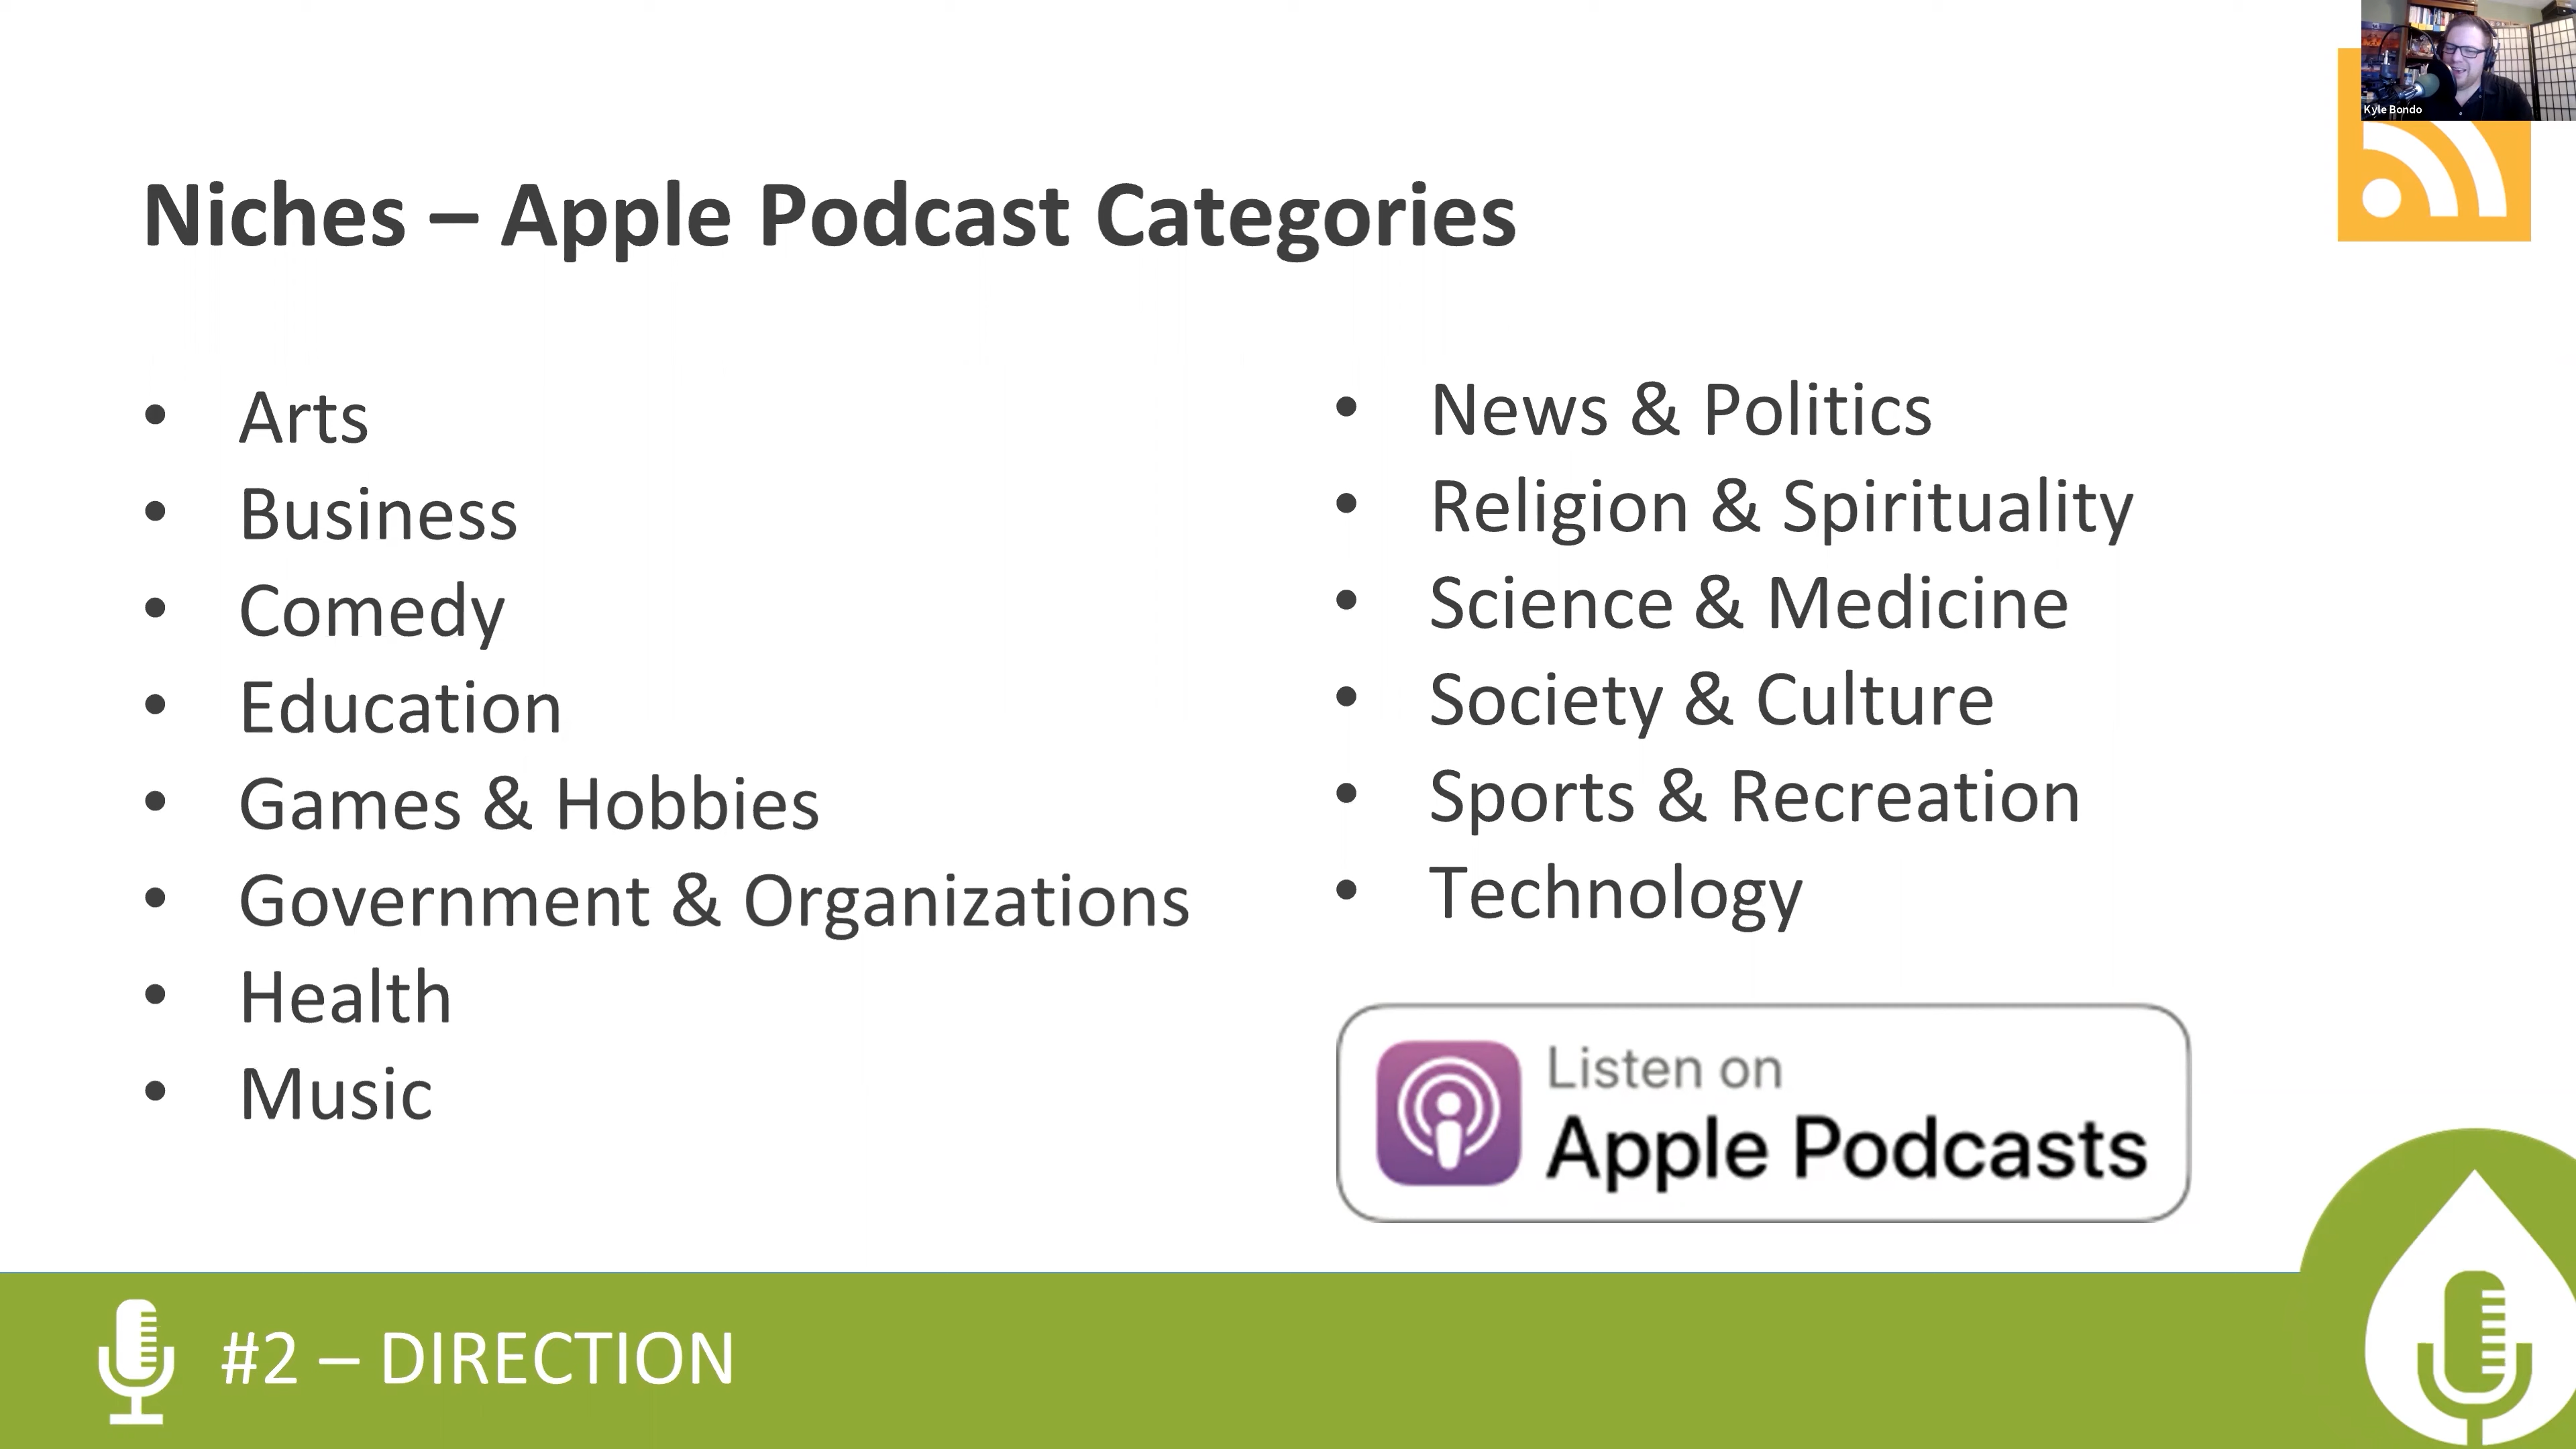 Kyle Bondo
Niches – Apple Podcast Categories
• Arts
• Business
• Comedy
• Education
• Games & Hobbies
• Government & Organizations
• Health
• Music
• News & Politics
• Religion & Spirituality
• Science & Medicine
• Society & Culture
• Sports & Recreation
• Technology
Listen on
Apple Podcasts
#2 – DIRECTION